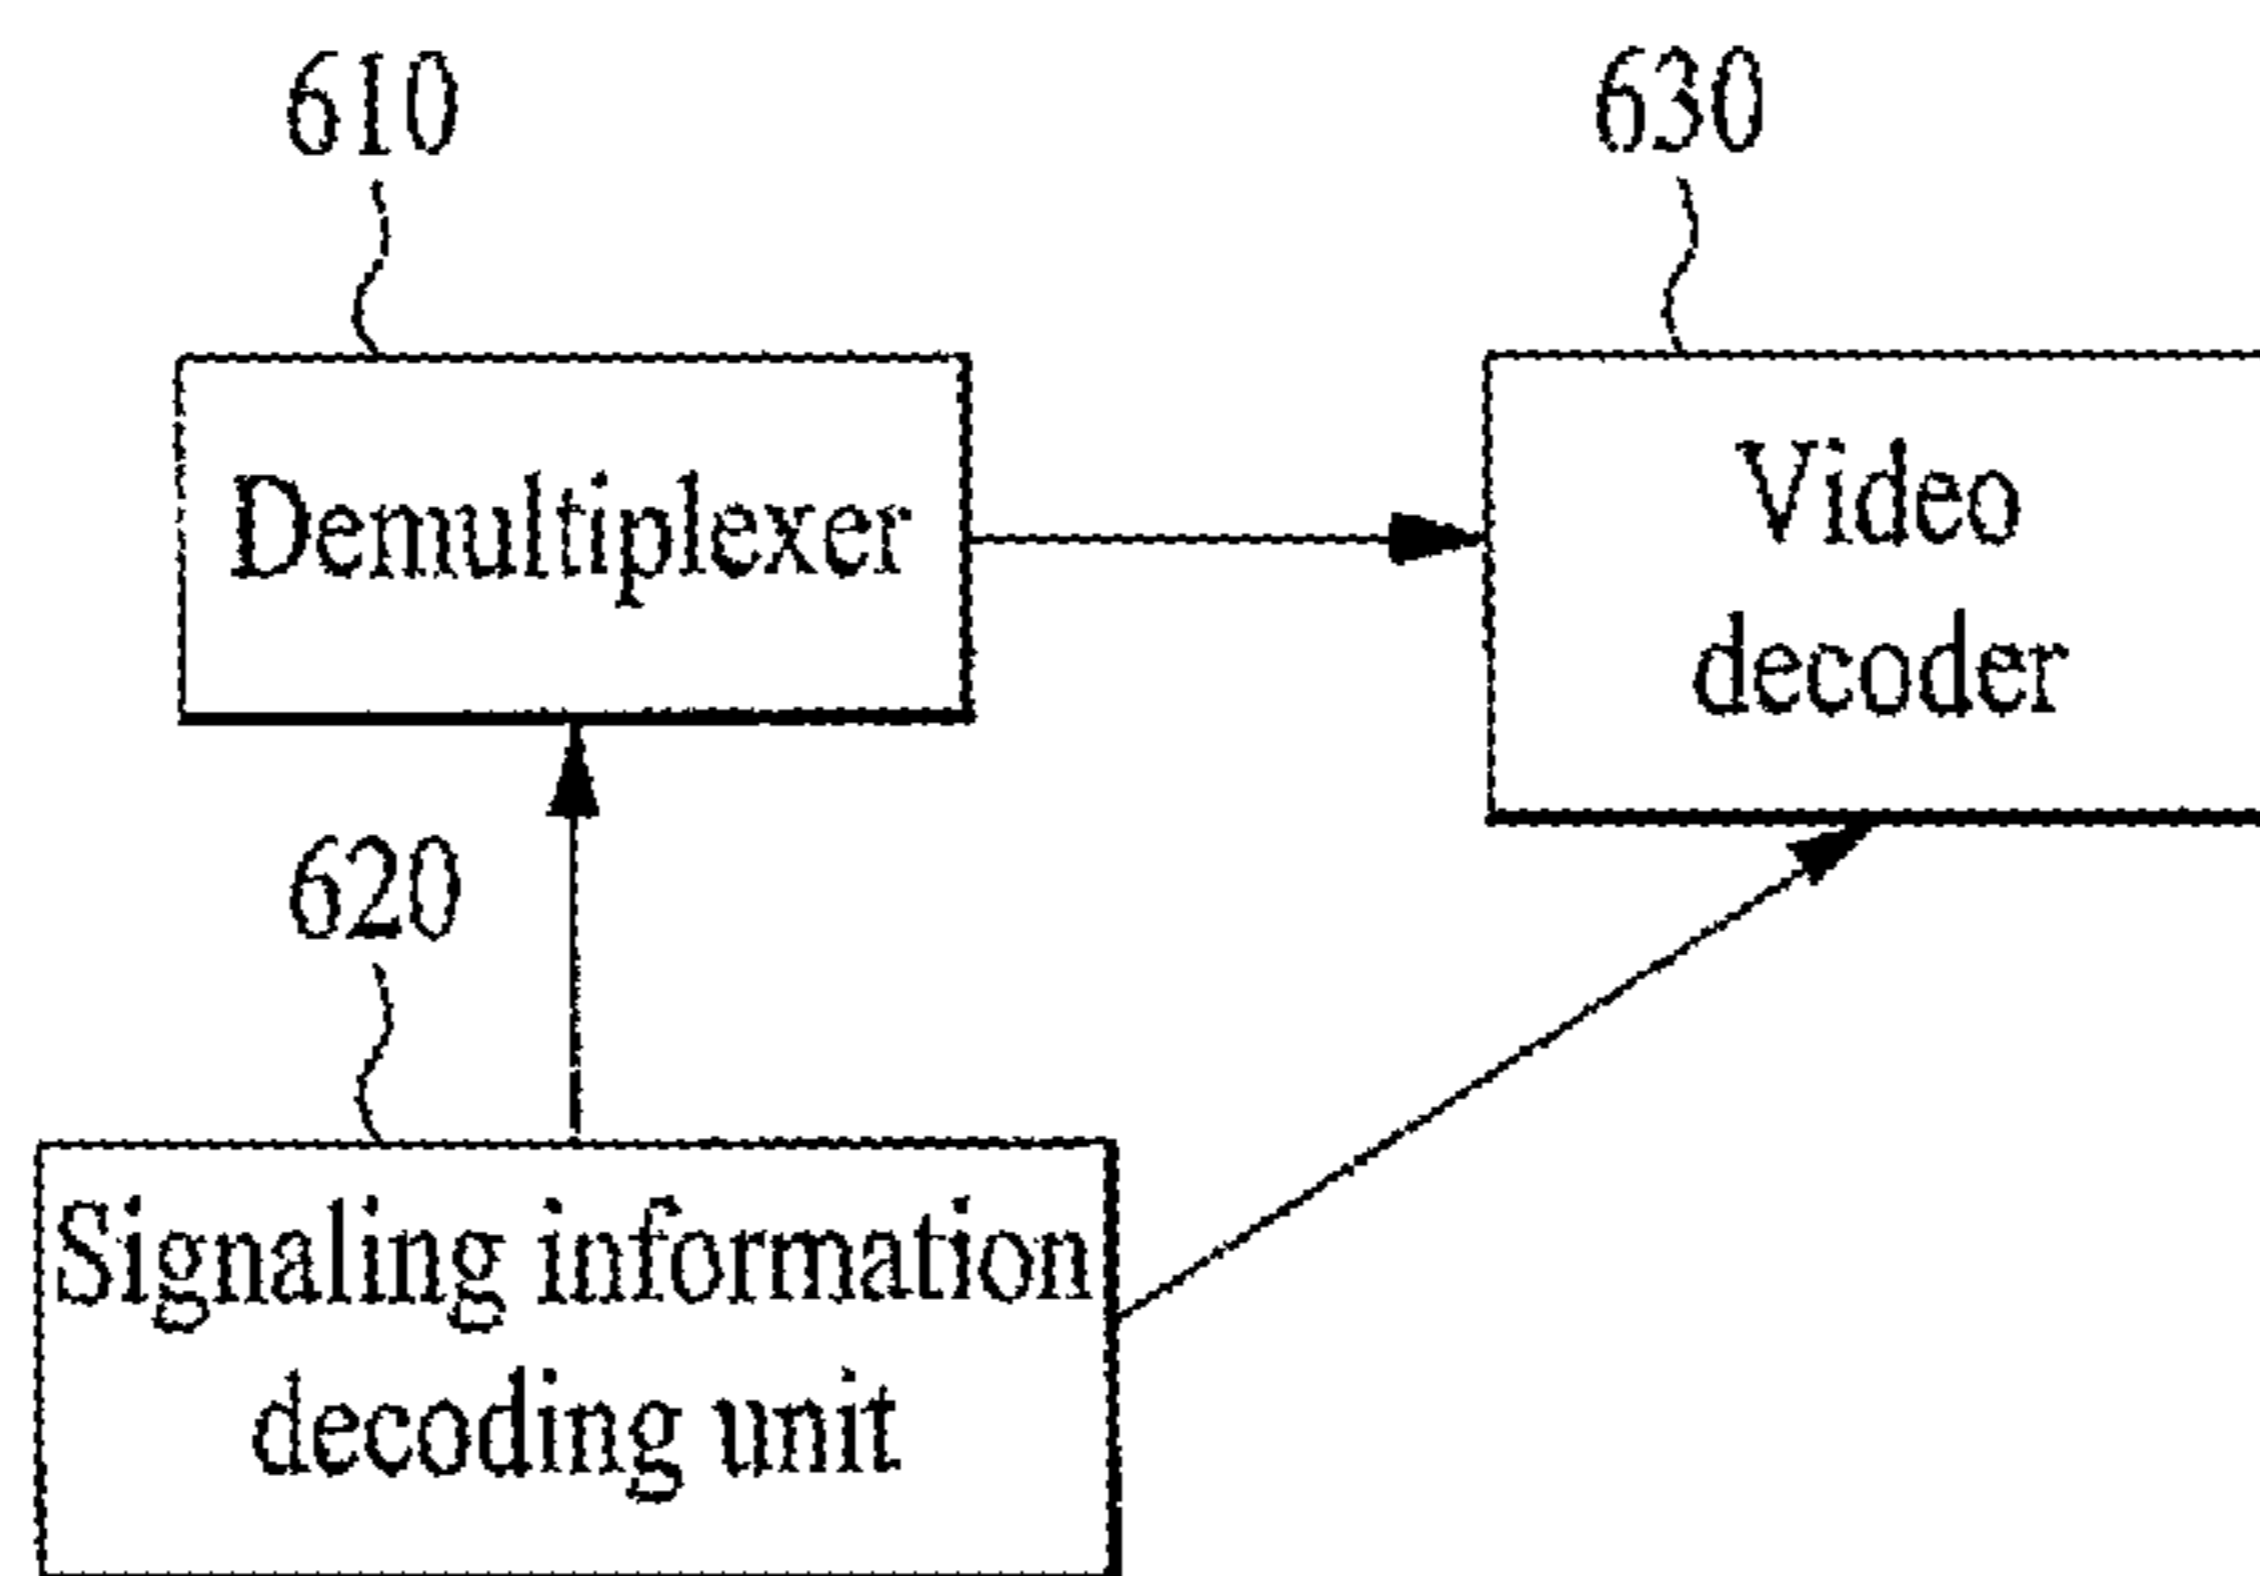 610
630
Demultiplexer
Video
decoder
620
Signaling information
decoding unit